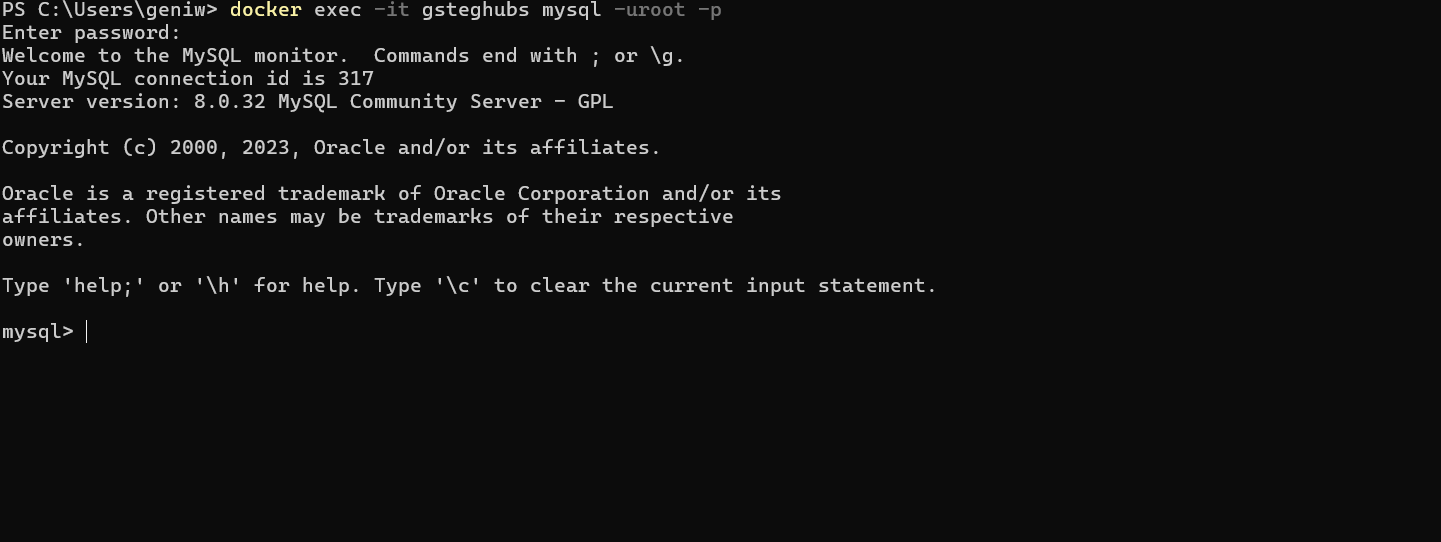 PS C:\Users\geniw> docker exec -it gsteghubs mysql -uroot -p
Enter password:
Welcome to the MySQL monitor.  Commands end with ; or \g.
Your MySQL connection id is 317
Server version: 8.0.32 MySQL Community Server - GPL
Copyright (c) 2000, 2023, Oracle and/or its affiliates.
Oracle is a registered trademark of Oracle Corporation and/or its
affiliates. Other names may be trademarks of their respective
owners.
Type 'help;' or '\h' for help. Type '\c' to clear the current input statement.
mysql>